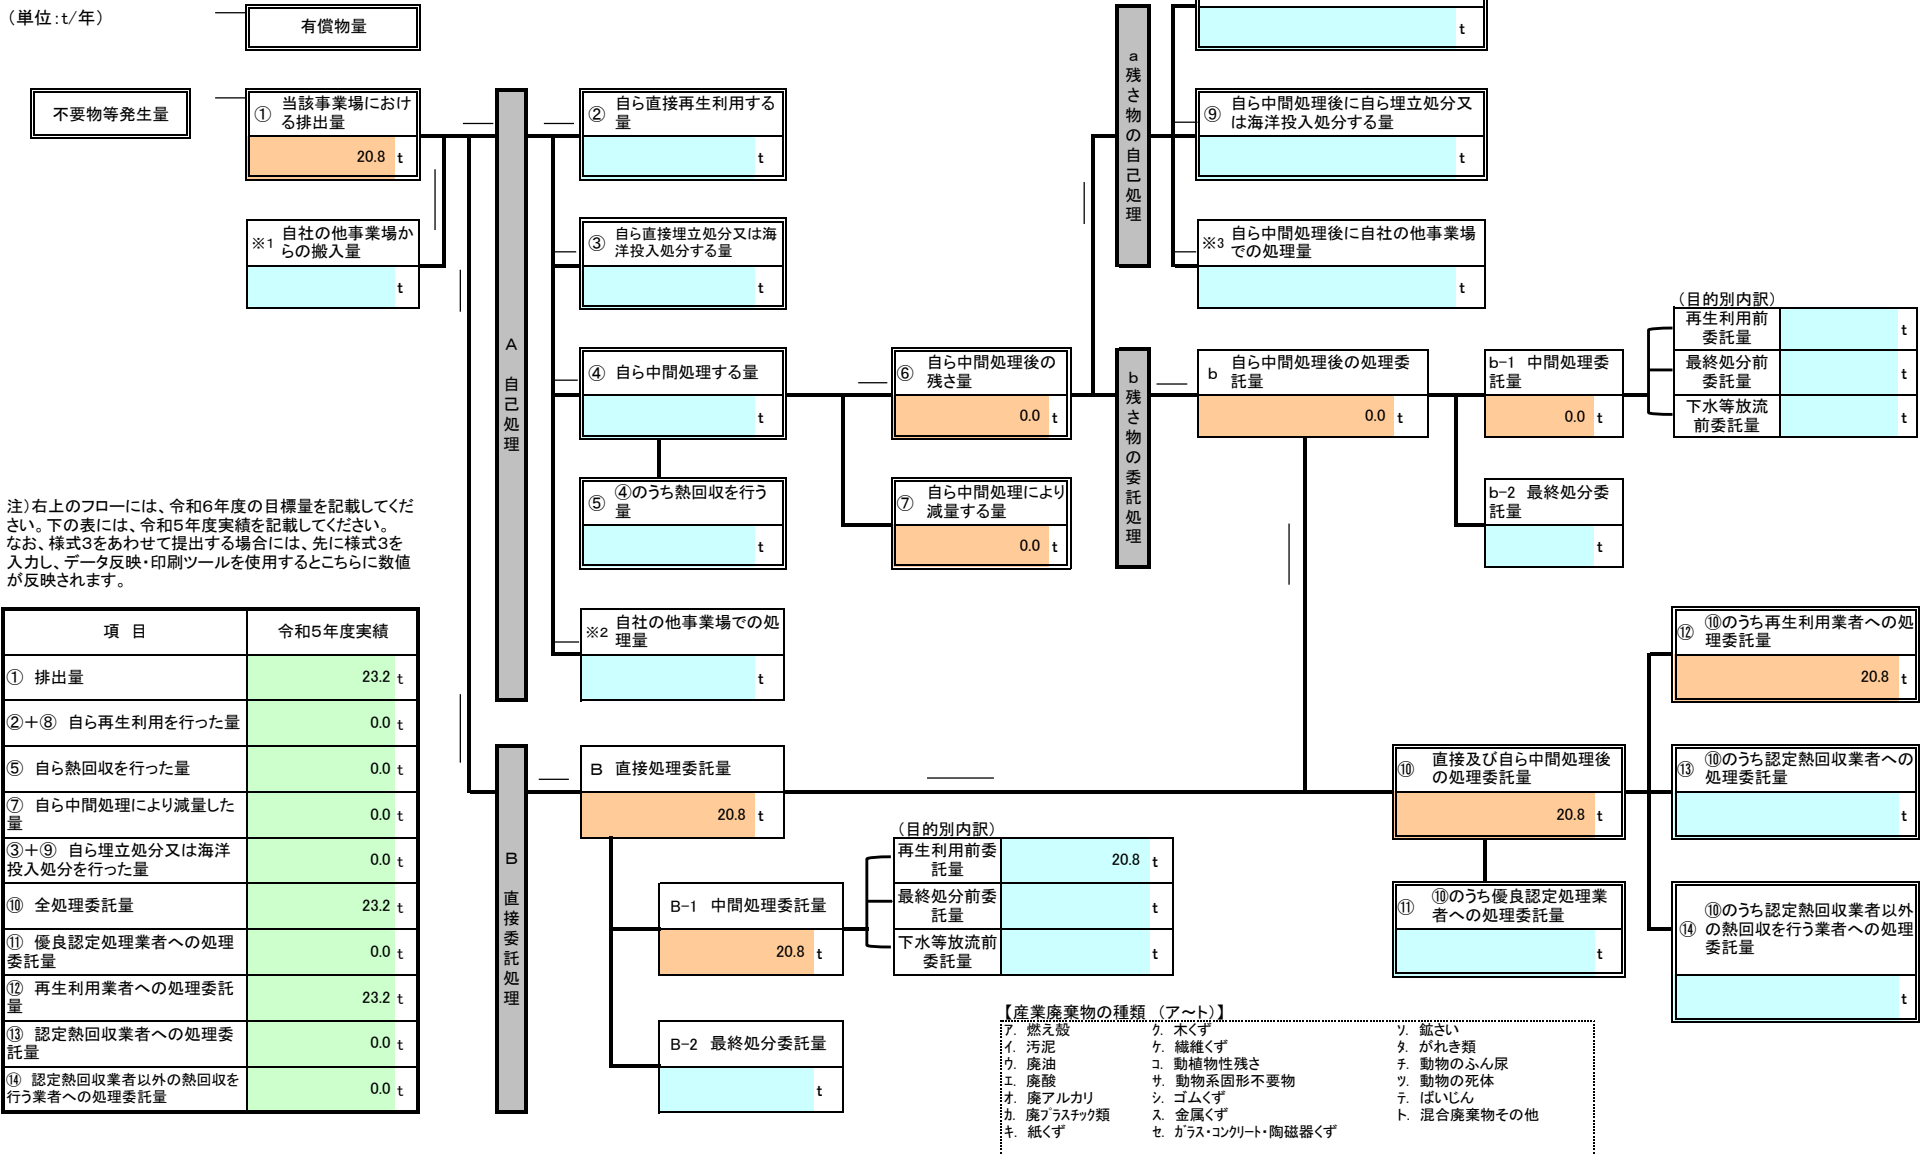 （単位：t/年）
有償物量
t
不要物等発生量
① 当該事業場におけ
る排出量
20.8 t
※1 自社の他事業場か
らの搬入量
t
A 自己処理
② 自ら直接再生利用する
量
t
③ 自ら直接埋立処分又は海
洋投入処分する量
t
④ 自ら中間処理する量
t
⑤ ④のうち熱回収を行う
量
t
※2 自社の他事業場での処
理量
t
⑥ 自ら中間処理後の
残さ量
0.0 t
⑦ 自ら中間処理により
減量する量
0.0 t
a 残さ物の自己処理
⑨ 自ら中間処理後に自ら埋立処分又
は海洋投入処分する量
t
※3 自ら中間処理後に自社の他事業場
での処理量
t
b 残さ物の委託処理
b 自ら中間処理後の処理委
託量
0.0 t
b-1 中間処理委
託量
0.0 t
（目的別内訳）
再生利用前
委託量
t
最終処分前
委託量
t
下水等放流
前委託量
t
b-2 最終処分委
託量
t
注）右上のフローには、令和6年度の目標量を記載してくだ
さい。下の表には、令和5年度実績を記載してください。
なお、様式3をあわせて提出する場合には、先に様式3を
入力し、データ反映・印刷ツールを使用するとこちらに数値
が反映されます。
項 目 令和5年度実績
① 排出量 23.2 t
②＋⑧ 自ら再生利用を行った量 0.0 t
⑤ 自ら熱回収を行った量 0.0 t
⑦ 自ら中間処理により減量した
量 0.0 t
③＋⑨ 自ら埋立処分又は海洋
投入処分を行った量 0.0 t
⑩ 全処理委託量 23.2 t
⑪ 優良認定処理業者への処理
委託量 0.0 t
⑫ 再生利用業者への処理委託
量 23.2 t
⑬ 認定熱回収業者への処理委
託量 0.0 t
⑭ 認定熱回収業者以外の熱回収を
行う業者への処理委託量 0.0 t
B 直接委託処理
B 直接処理委託量
20.8 t
B-1 中間処理委託量
20.8 t
（目的別内訳）
再生利用前委
託量
20.8 t
最終処分前委
託量
t
下水等放流前
委託量
t
B-2 最終処分委託量
t
⑩ 直接及び自ら中間処理後
の処理委託量
20.8 t
⑪ ⑩のうち優良認定処理業
者への処理委託量
t
⑫ ⑩のうち再生利用業者への処
理委託量
20.8 t
⑬ ⑩のうち認定熱回収業者への
処理委託量
t
⑭ ⑩のうち認定熱回収業者以外
の熱回収を行う業者への処理
委託量
t
【産業廃棄物の種類 （ア～ト）】
ア. 燃え殻 ク. 木くず ソ. 鉱さい
イ. 汚泥 ケ. 繊維くず タ. がれき類
ウ. 廃油 コ. 動植物性残さ チ. 動物のふん尿
エ. 廃酸 サ. 動物系固形不要物 ツ. 動物の死体
オ. 廃アルカリ シ. ゴムくず テ. ばいじん
カ. 廃プラスチック類 ス. 金属くず ト. 混合廃棄物その他
キ. 紙くず セ. ガラス・コンクリート・陶磁器くず